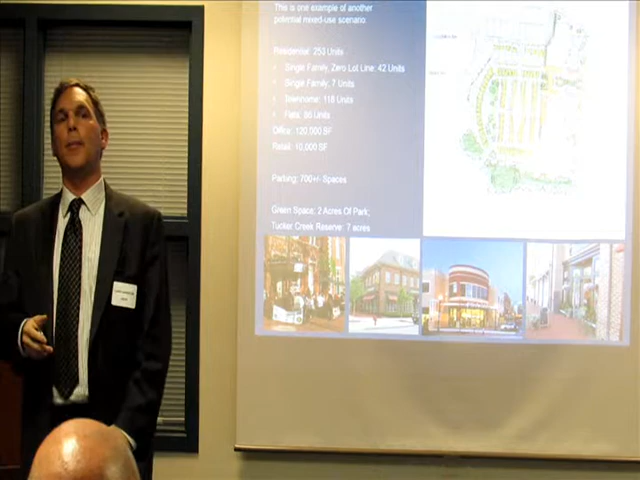 This is one example of another
potential mixed-use scenario
Residential: 253 Units
• Single Family, Zero Lot Line: 42 Units
• Single Family: 7 Units
• Townhome: 118 Units
• Flats: 86 Units
Office: 120,000 SF
Retail: 10,000 SF
Parking: 700+/- Spaces
Green Space: 2 Acres Of Park;
Tucker Creek Reserve: 7 acres